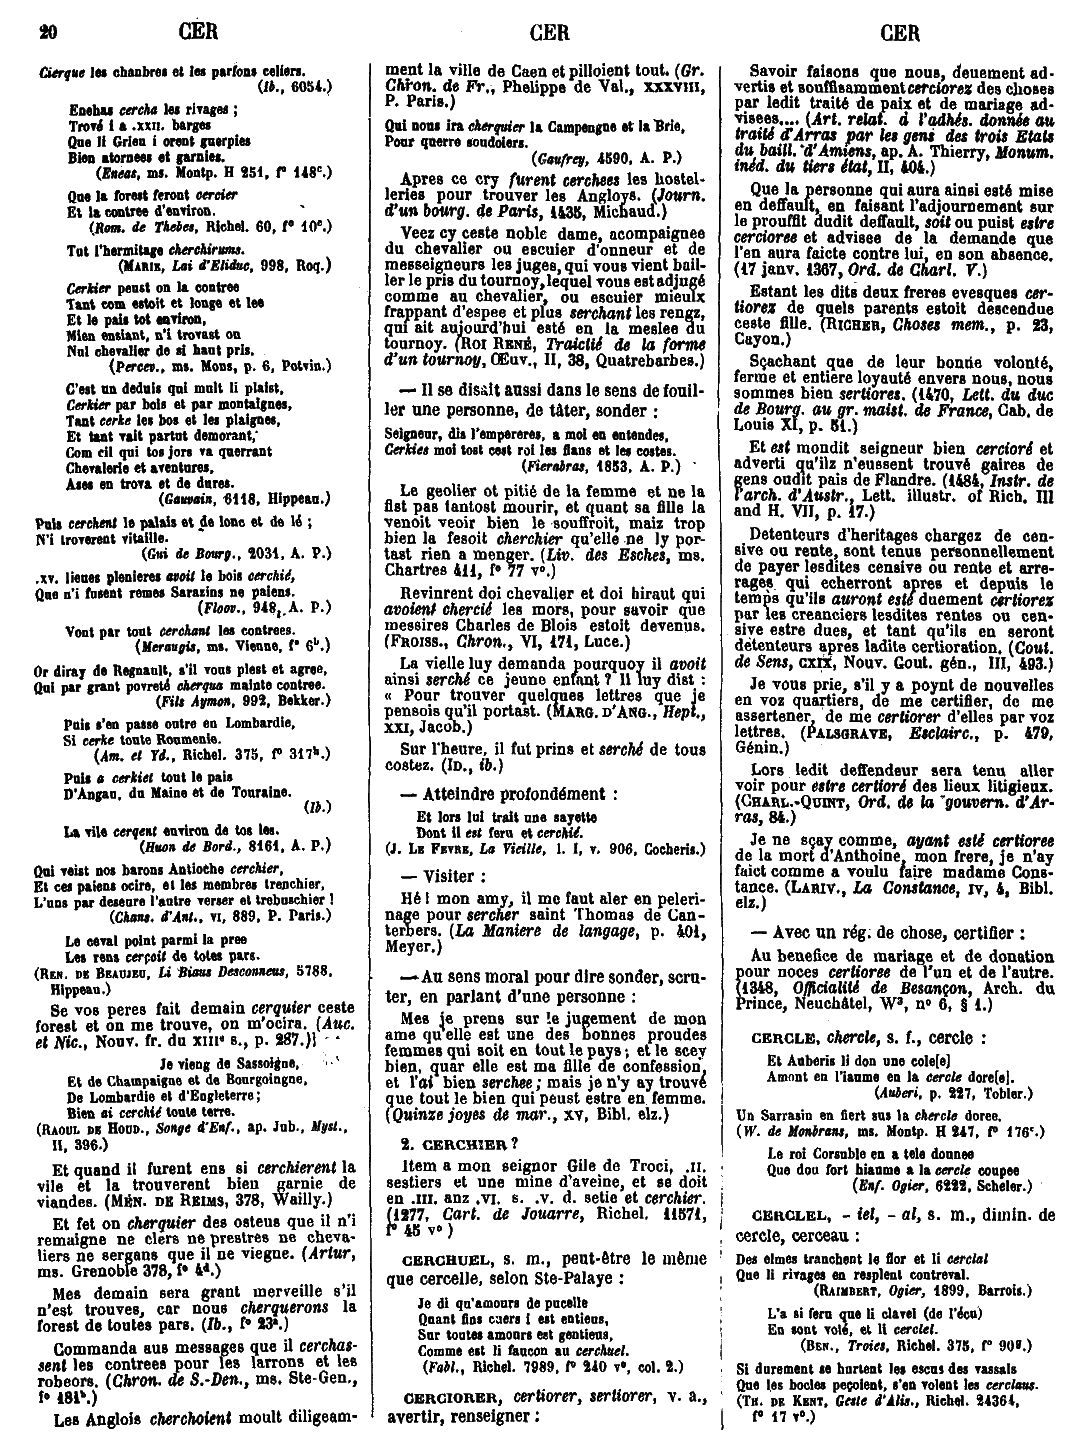 20 CER CER CER
Cierque les chanbres et les parfons celiers.
(Ib., 6054.)
Enehas cercha les rivages ;
Trové i a .xxii. barges
Que li Grieu i orent guerpies
Bien atornees et garnies.
(Eneas, ms. Montp. H 251, f° 148ᶜ.)
Que la forest feront cercier
Et la contree d'environ.
(Rom. de Thebes, Richel. 60, f° 10ᵉ.)
Tut l'hermitage cherchirums.
(MARIE, Lai d'Eliduc, 998, Roq.)
Cerkier peust on la contree
Tant com estoit et longe et lee
Et le pais tot environ,
Mien ensiant, n'i trovast on
Nul chevalier de si haut pris.
(Percev., ms. Mons, p. 6, Potvin.)
C'est un deduis qui mult li plaist,
Cerkier par bois et par montaignes,
Tant cerke les bos et les plaignes,
Et tant vait partut demorant,
Com cil qui tos jors va querrant
Chevalerie et aventures,
Ases en trova et de dures.
(Gauvain, 6118, Hippeau.)
Puis cerchent le palais et de lonc et de lé ;
N'i troverent vitaille.
(Gui de Bourg., 2031, A. P.)
.xv. lieues plenieres avoit le bois cerchié,
Que n'i fusent remes Sarazins ne paiens.
(Floov., 948, A. P.)
Vont par tout cerchant les contrees.
(Meraugis, ms. Vienne, f° 6ᵇ.)
Or diray de Regnault, s'il vous plest et agree,
Qui par grant povreté cherqua mainte contree.
(Fils Aymon, 992, Bekker.)
Puis s'en passe outre en Lombardie,
Si cerke toute Roumenie.
(Am. et Yd., Richel. 375, f° 317ᵇ.)
Puis a cerkiet tout le pais
D'Angau, du Maine et de Touraine.
(Ib.)
La vile cerqent environ de tos les.
(Huon de Bord., 8161, A. P.)
Qui veist nos barons Antioche cerchier,
Et ces paiens ocire, et les membres trenchier,
L'uns par deseure l'autre verser et trebuschier !
(Chans. d'Ant., VI, 889, P. Paris.)
Le ceval point parmi la pree
Les rens cerçoit de totes pars.
(REN. DE BEAUJEU, Li Biaus Desconneus, 5788,
Hippeau.)
Se vos peres fait demain cerquier ceste
forest et on me trouve, on m'ocira. (Auc.
et Nic., Nouv. fr. du XIIIᵉ s., p. 287.)
Je vieng de Sassoigne,
Et de Champaigne et de Bourgoingne,
De Lombardie et d'Engleterre ;
Bien ai cerchié toute terre.
(RAOUL DE HOUD., Songe d'Enf., ap. Jub., Myst.,
II, 396.)
Et quand il furent ens si cerchierent la
vile et la trouverent bien garnie de
viandes. (MÉN. DE REIMS, 378, Wailly.)
Et fet on cherquier des osteus que il n'i
remaigne ne clers ne prestres ne cheva-
liers ne sergans que il ne viegne. (Artur,
ms. Grenoble 378, f° 4ᵈ.)
Mes demain sera grant merveille s'il
n'est trouves, car nous cherquerons la
forest de toutes pars. (Ib., f° 23ᵃ.)
Commanda aus messages que il cerchas-
sent les contrees pour les larrons et les
robeors. (Chron. de S.-Den., ms. Ste-Gen.,
f° 181ᵇ.)
Les Anglois cherchoient moult diligeam-
ment la ville de Caen et pilloient tout. (Gr.
Chron. de Fr., Phelippe de Val., XXXVIII,
P. Paris.)
Qui nous ira cherquier la Campengne et la Brie,
Pour querre soudoiers.
(Gaufrey, 4590, A. P.)
Apres ce cry furent cerchees les hostel-
leries pour trouver les Angloys. (Journ.
d'un bourg. de Paris, 1435, Michaud.)
Veez cy ceste noble dame, acompaignee
du chevalier ou escuier d'onneur et de
messeigneurs les juges, qui vous vient bail-
ler le pris du tournoy, lequel vous est adjugé
comme au chevalier, ou escuier mieulx
frappant d'espee et plus serchant les rengz,
qui ait aujourd'hui esté en la meslee du
tournoy. (ROI RENÉ, Traictié de la forme
d'un tournoy, Œuv., II, 38, Quatrebarbes.)
— Il se disait aussi dans le sens de fouil-
ler une personne, de tâter, sonder :
Seigneur, dis l'empereres, a moi en entendes,
Cerkies moi tost cest roi les flans et les costes.
(Fierabras, 1853, A. P.)
Le geolier ot pitié de la femme et ne la
fist pas tantost mourir, et quant sa fille la
venoit veoir bien le souffroit, maiz trop
bien la fesoit cherchier qu'elle ne ly por-
tast rien a menger. (Liv. des Esches, ms.
Chartres 411, f° 77 v°.)
Revinrent doi chevalier et doi hiraut qui
avoient chercié les mors, pour savoir que
messires Charles de Blois estoit devenus.
(FROISS., Chron., VI, 171, Luce.)
La vielle luy demanda pourquoy il avoit
ainsi serché ce jeune enfant ? Il luy dist :
« Pour trouver quelques lettres que je
pensois qu'il portast. (MARG. D'ANG., Hept.,
XXI, Jacob.)
Sur l'heure, il fut prins et serché de tous
costez. (ID., ib.)
— Atteindre profondément :
Et lors lui trait une sayette
Dont il est feru et cerchié.
(J. LE FEVRE, La Vieille, l. I, v. 906, Cocheris.)
— Visiter :
Hé ! mon amy, il me faut aler en peleri-
nage pour sercher saint Thomas de Can-
terbers. (La Maniere de langage, p. 401,
Meyer.)
— Au sens moral pour dire sonder, scru-
ter, en parlant d'une personne :
Mes je prens sur le jugement de mon
ame qu'elle est une des bonnes proudes
femmes qui soit en tout le pays ; et le scey
bien, quar elle est ma fille de confession,
et l'ai bien serchee ; mais je n'y ay trouvé
que tout le bien qui peust estre en femme.
(Quinze joyes de mar., XV, Bibl. elz.)
2. CERCHIER ?
Item a mon seignor Gile de Troci, .II.
sestiers et une mine d'aveine, et se doit
en .III. anz .VI. s. .V. d. setie et cerchier.
(1277, Cart. de Jouarre, Richel. 11571,
f° 45 v°)
CERCHUEL, s. m., peut-être le même
que cercelle, selon Ste-Palaye :
Je di qu'amours de pucelle
Quant fins cuers i est entiens,
Sur toutes amours est gentiens,
Comme est li faucon au cerchuel.
(Fabl., Richel. 7989, f° 240 v°, col. 2.)
CERCIORER, certiorer, sertiorer, v. a.,
avertir, renseigner :
Savoir faisons que nous, deuement ad-
vertis et souffisamment cerciorez des choses
par ledit traité de paix et de mariage ad-
visees.... (Art. relat. à l'adhés. donnée au
traité d'Arras par les gens des trois Etats
du baill. d'Amiens, ap. A. Thierry, Monum.
inéd. du tiers état, II, 404.)
Que la personne qui aura ainsi esté mise
en deffault, en faisant l'adjournement sur
le prouffit dudit deffault, soit ou puist estre
cercioree et advisee de la demande que
l'en aura faicte contre lui, en son absence.
(17 janv. 1367, Ord. de Charl. V.)
Estant les dits deux freres evesques cer-
tiorez de quels parents estoit descendue
ceste fille. (RICHER, Choses mem., p. 23,
Cayon.)
Sçachant que de leur bonne volonté,
ferme et entiere loyauté envers nous, nous
sommes bien sertiores. (1470, Lett. du duc
de Bourg. au gr. maist. de France, Cab. de
Louis XI, p. 51.)
Et est mondit seigneur bien cercioré et
adverti qu'ilz n'eussent trouvé gaires de
gens oudit pais de Flandre. (1484, Instr. de
l'arch. d'Austr., Lett. illustr. of Rich. III
and H. VII, p. 17.)
Detenteurs d'heritages chargez de cen-
sive ou rente, sont tenus personnellement
de payer lesdites censive ou rente et arre-
rages qui echerront apres et depuis le
temps qu'ils auront esté duement certiorez
par les creanciers lesdites rentes ou cen-
sive estre dues, et tant qu'ils en seront
detenteurs apres ladite certioration. (Cout.
de Sens, CXIX, Nouv. Cout. gén., III, 493.)
Je vous prie, s'il y a poynt de nouvelles
en voz quartiers, de me certifier, de me
assertener, de me certiorer d'elles par voz
lettres. (PALSGRAVE, Esclairc., p. 479,
Génin.)
Lors ledit deffendeur sera tenu aller
voir pour estre certioré des lieux litigieux.
(CHARL.-QUINT, Ord. de la gouvern. d'Ar-
ras, 84.)
Je ne sçay comme, ayant esté certioree
de la mort d'Anthoine, mon frere, je n'ay
faict comme a voulu faire madame Cons-
tance. (LARIV., La Constance, IV, 4, Bibl.
elz.)
— Avec un rég. de chose, certifier :
Au benefice de mariage et de donation
pour noces certioree de l'un et de l'autre.
(1348, Officialité de Besançon, Arch. du
Prince, Neuchâtel, W³, n° 6, § 1.)
CERCLE, chercle, s. f., cercle :
Et Auberis li don une cole[e]
Amont en l'iaume en la cercle dore[e].
(Auberi, p. 227, Tobler.)
Un Sarrasin en fiert sus la chercle doree.
(W. de Monbrans, ms. Montp. H 247, f° 176ᶜ.)
Le roi Corsuble en a tele donnee
Que dou fort hiaume a la cercle coupee
(Enf. Ogier, 6222, Scheler.)
CERCLEL, - iel, - al, s. m., dimin. de
cercle, cerceau :
Des elmes tranchent le flor et li cerclal
Que li rivages en resplent contreval.
(RAIMBERT, Ogier, 1899, Barrois.)
L'a si feru que li clavel (de l'écu)
En sont volé, et li cerclel.
(BEN., Troies, Richel. 375, f° 90ᵍ.)
Si durement se hurtent les escus des vassals
Que les bocles peçoient, s'en volent les cerclaus.
(TH. DE KENT, Geste d'Alis., Richel. 24364,
f° 17 v°.)